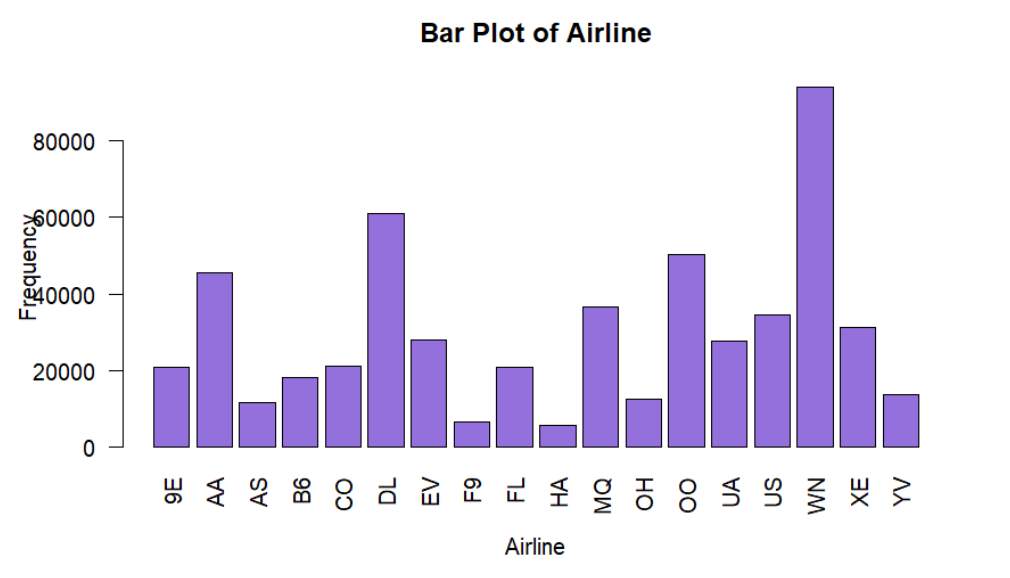 Bar Plot of Airline
Frequency
80000
60000
40000
20000
0
9E AA AS B6 CO DL EV F9 FL HA MQ OH OO UA US WN XE YV
Airline